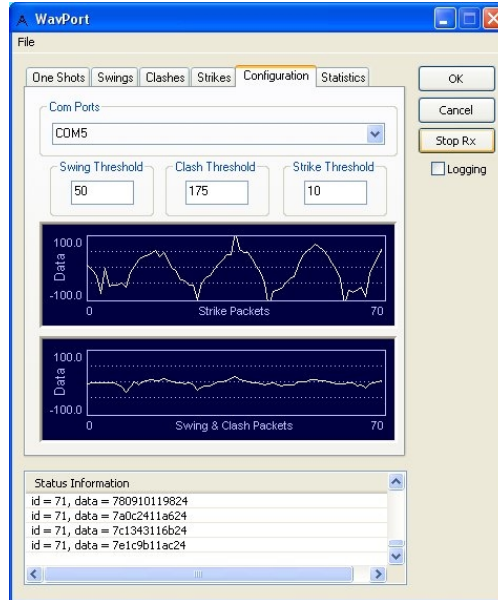 WavPort
File
One Shots Swings Clashes Strikes Configuration Statistics
OK
Cancel
Stop Rx
Logging
Com Ports
COM5
Swing Threshold Clash Threshold Strike Threshold
50 175 10
100.0
Data
-100.0
0 Strike Packets 70
100.0
Data
-100.0
0 Swing & Clash Packets 70
Status Information
id = 71, data = 780910119824
id = 71, data = 7a0c2411a624
id = 71, data = 7c1343116b24
id = 71, data = 7e1c9b11ac24